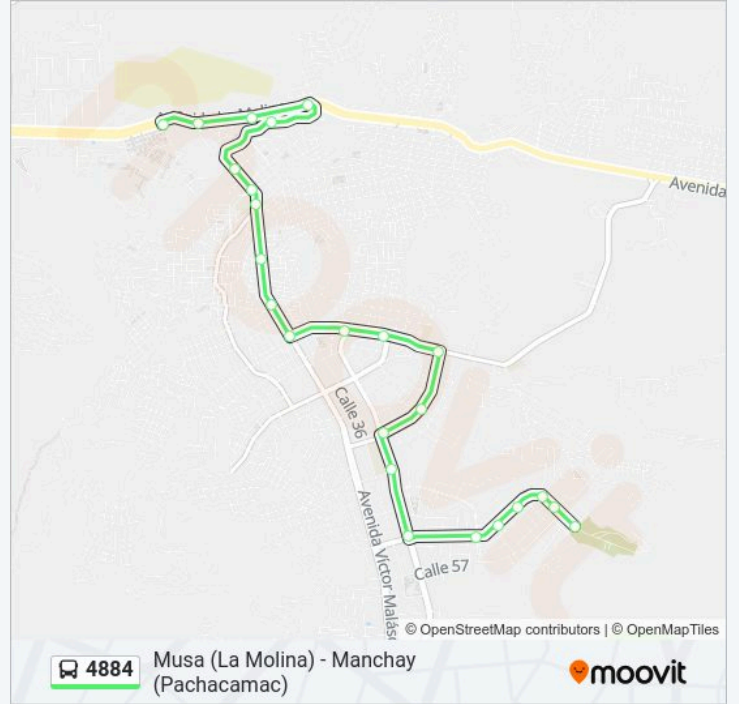 Avenida
Calle 36
Avenida Víctor Malás
Calle 57
© OpenStreetMap contributors | © OpenMapTiles
4884
Musa (La Molina) - Manchay
(Pachacamac)
moovit